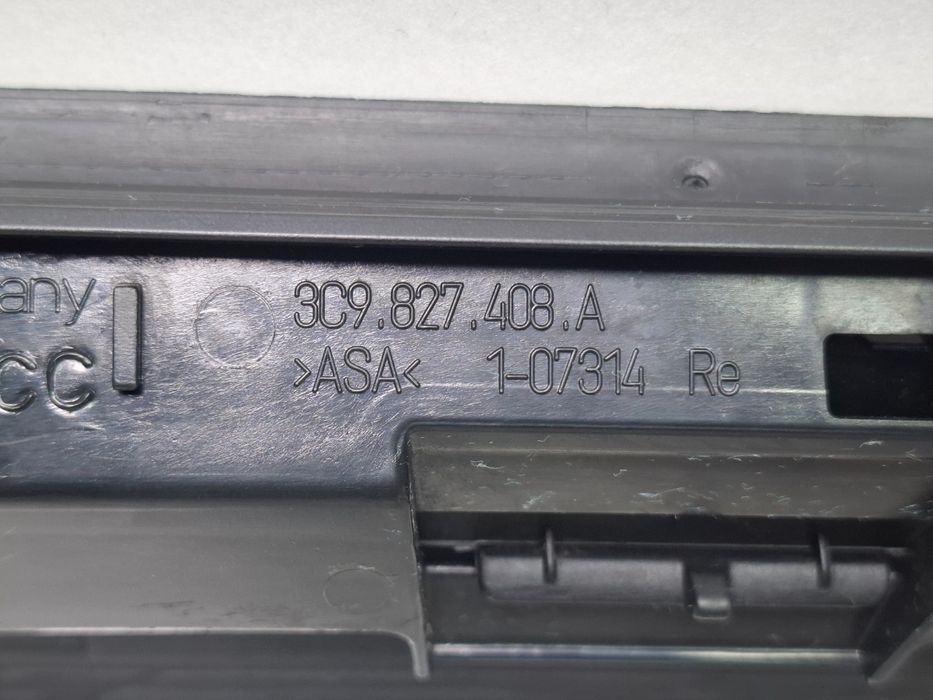 any
3C9.827.408.A
CC
>ASA< 1-07314 Re